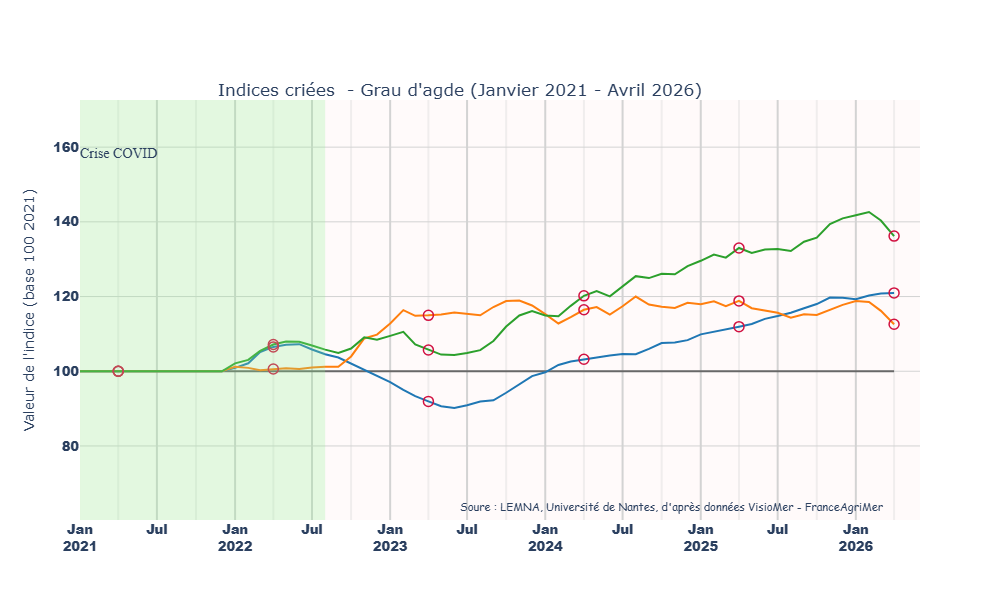 Indices criées  - Grau d'agde (Janvier 2021 - Avril 2026)
Valeur de l'indice (base 100 2021)
160
Crise COVID
140
120
100
80
Soure : LEMNA, Université de Nantes, d'après données VisioMer - FranceAgriMer
Jan Jul Jan Jul Jan Jul Jan Jul Jan Jul Jan
2021 2022 2023 2024 2025 2026